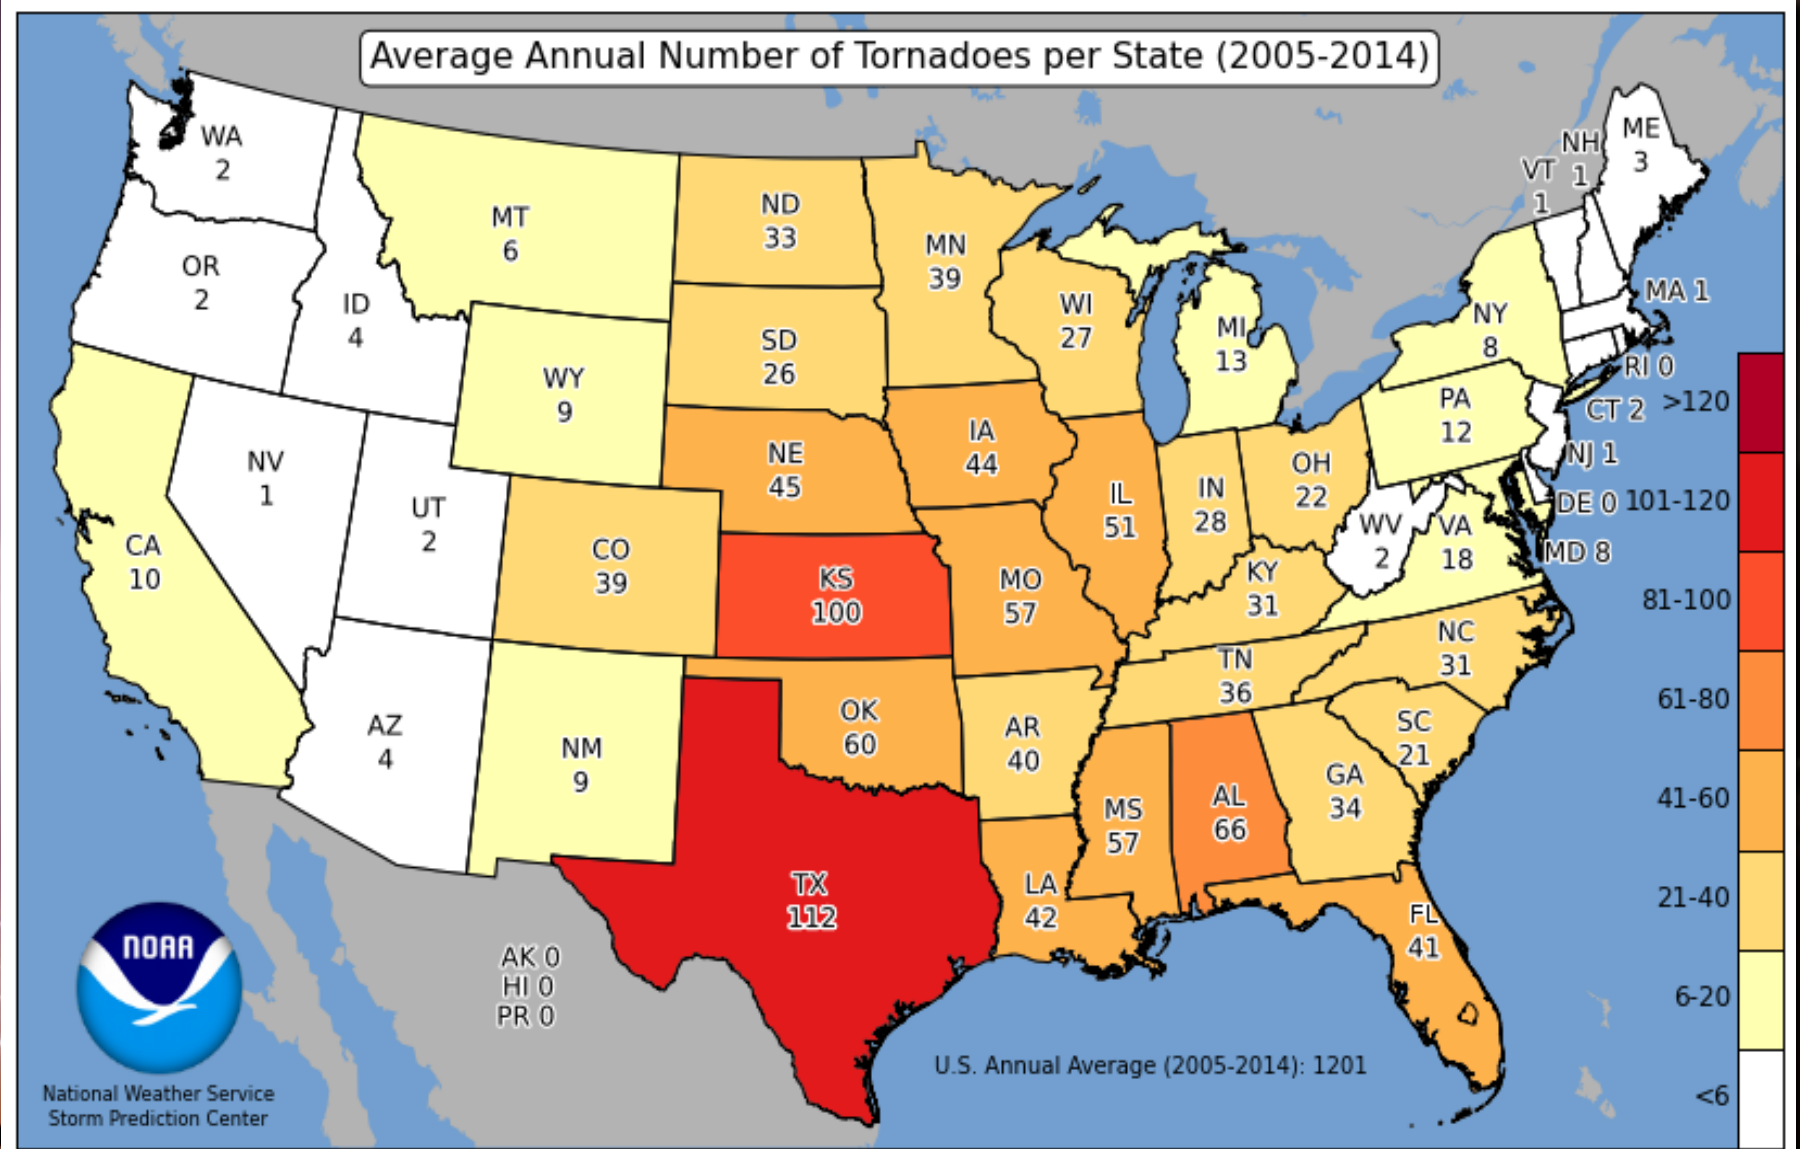 Average Annual Number of Tornadoes per State (2005-2014)
WA
2
OR
2
ID
4
MT
6
WY
9
CA
10
NV
1
UT
2
CO
39
AZ
4
NM
9
ND
33
SD
26
NE
45
KS
100
OK
60
TX
112
MN
39
IA
44
MO
57
AR
40
LA
42
WI
27
IL
51
MI
13
IN
28
OH
22
KY
31
TN
36
MS
57
AL
66
GA
34
FL
41
SC
21
NC
31
VA
18
WV
2
PA
12
NY
8
VT
1
NH
1
ME
3
MA 1
RI 0
CT 2
NJ 1
DE 0
MD 8
AK 0
HI 0
PR 0
>120
101-120
81-100
61-80
41-60
21-40
6-20
<6
U.S. Annual Average (2005-2014): 1201
NOAA
National Weather Service
Storm Prediction Center